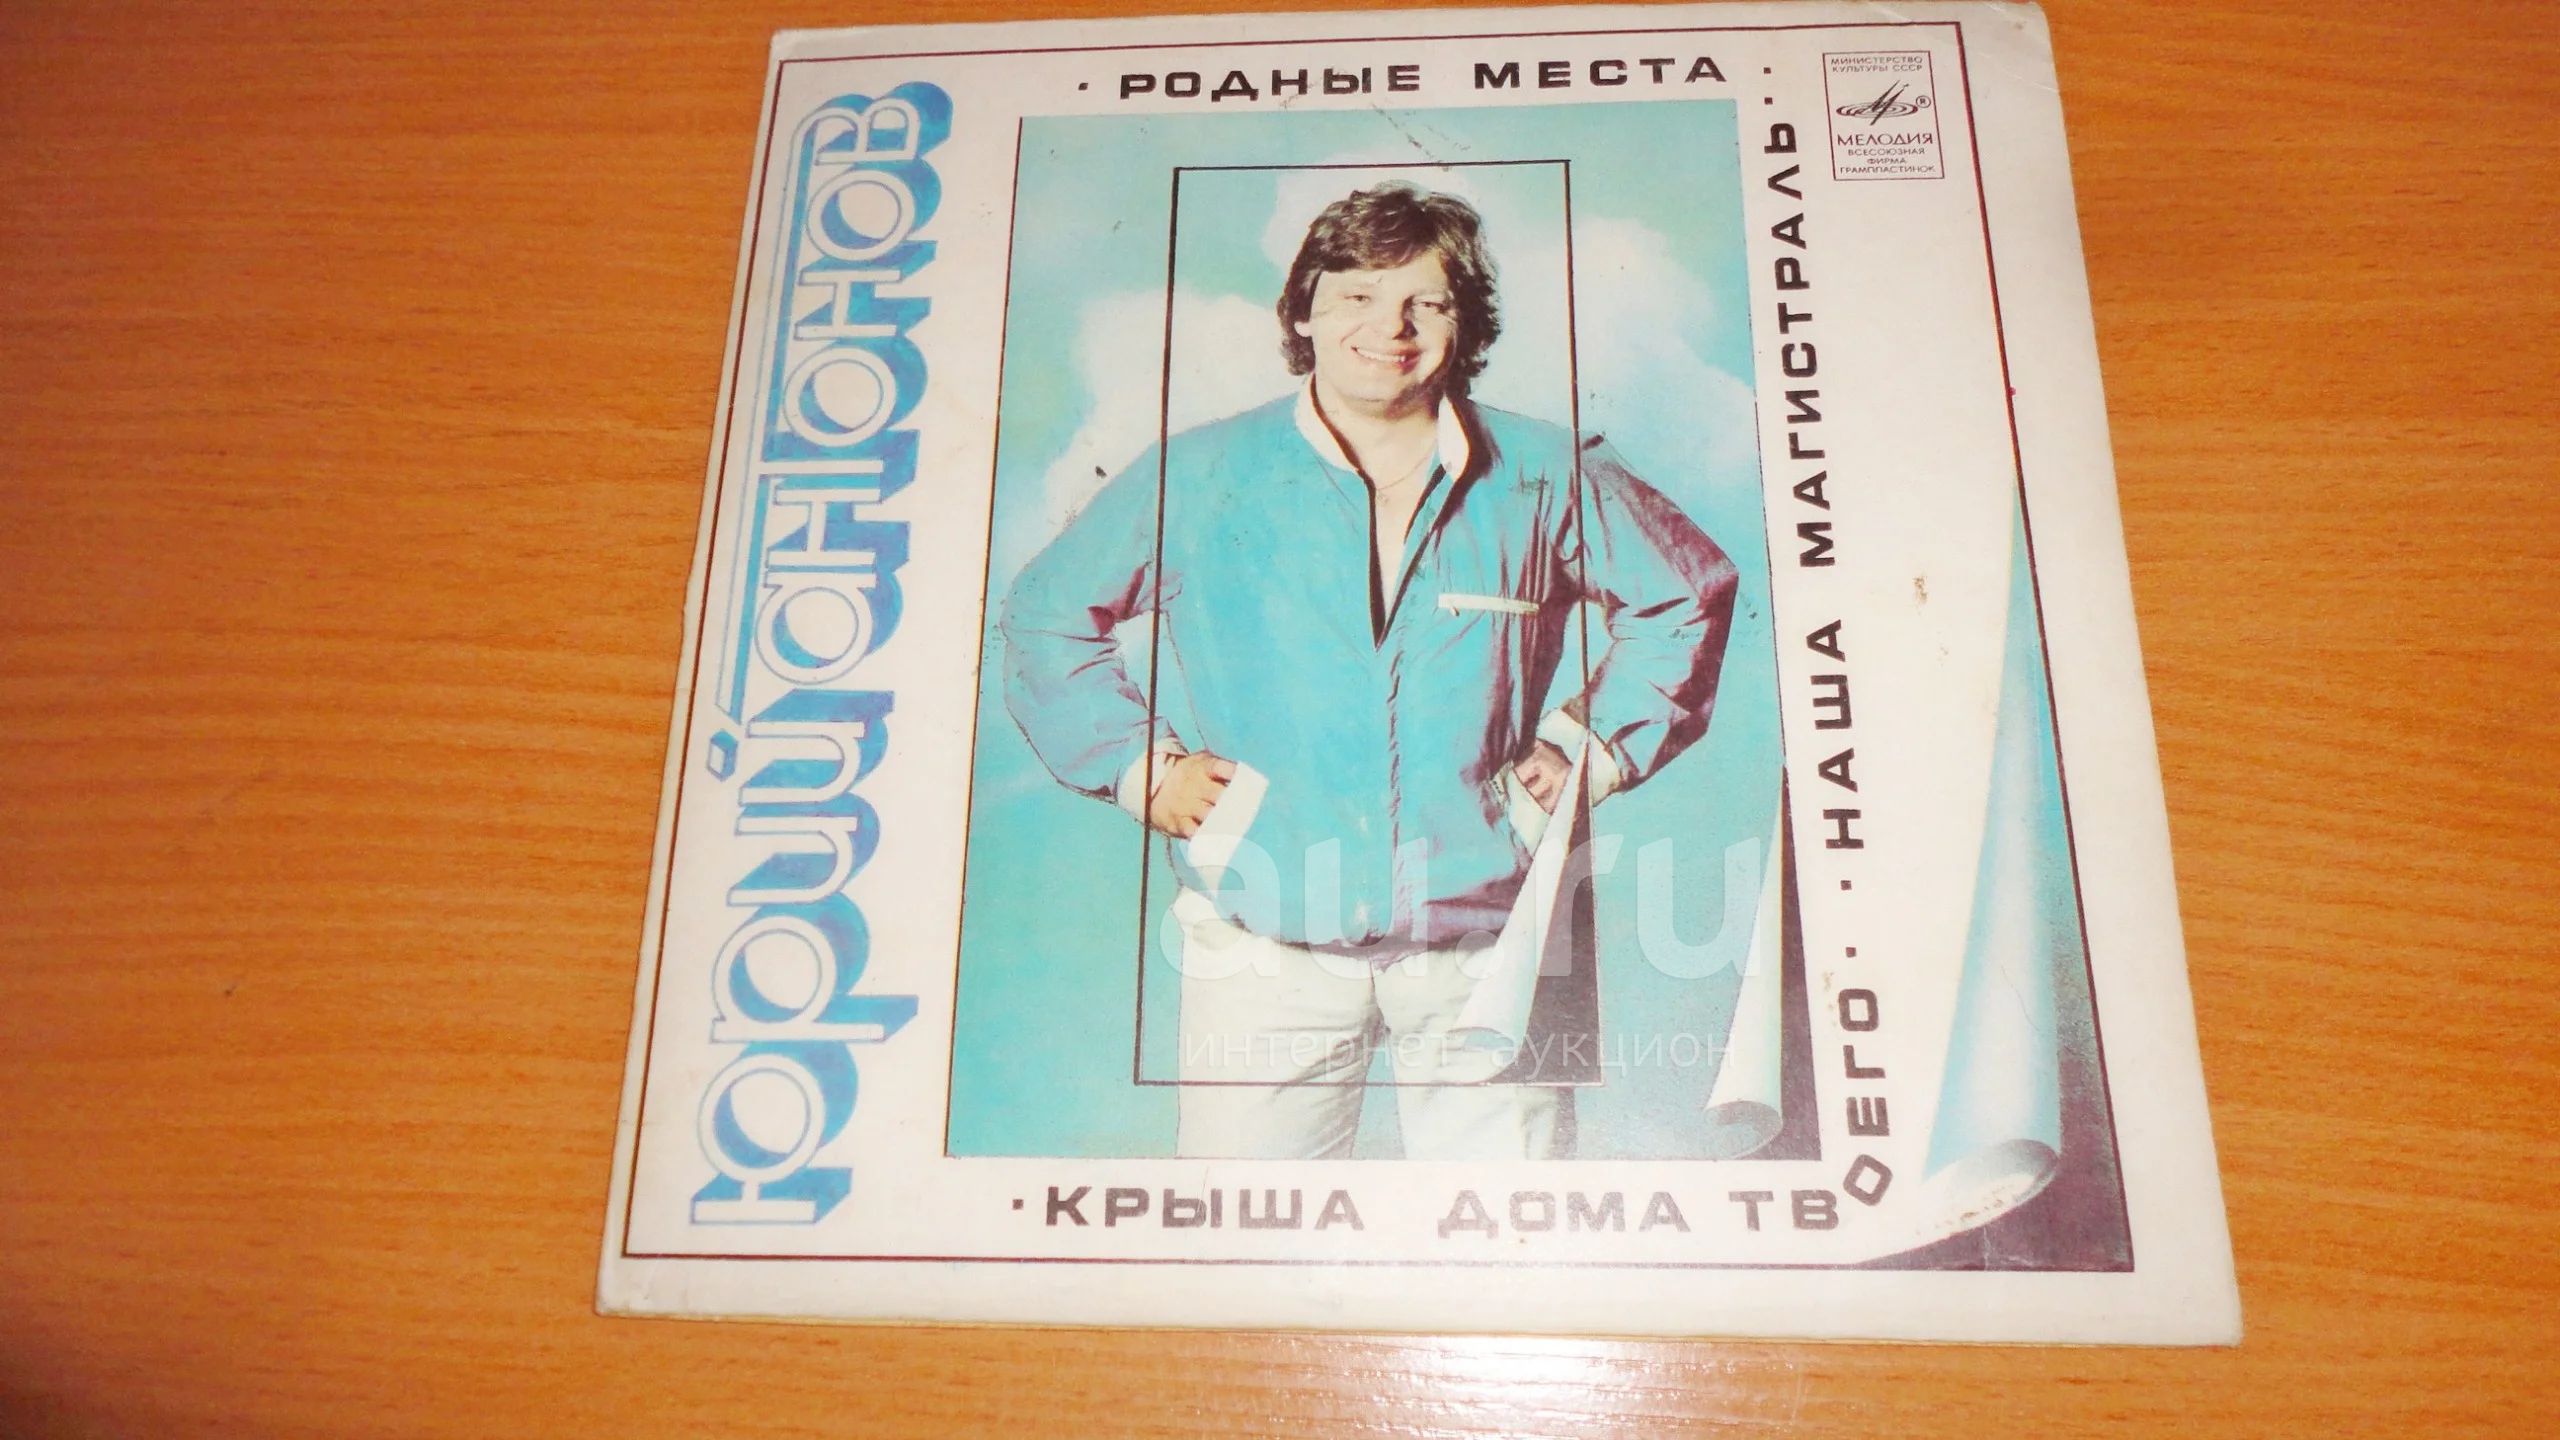 Юрий антонов
· РОДНЫЕ МЕСТА ·
· НАША МАГИСТРАЛЬ ·
· КРЫША ДОМА ТВОЕГО ·
МИНИСТЕРСТВО
КУЛЬТУРЫ СССР
®
МЕЛОДИЯ
ВСЕСОЮЗНАЯ
ФИРМА
ГРАМПЛАСТИНОК
au.ru
интернет-аукцион